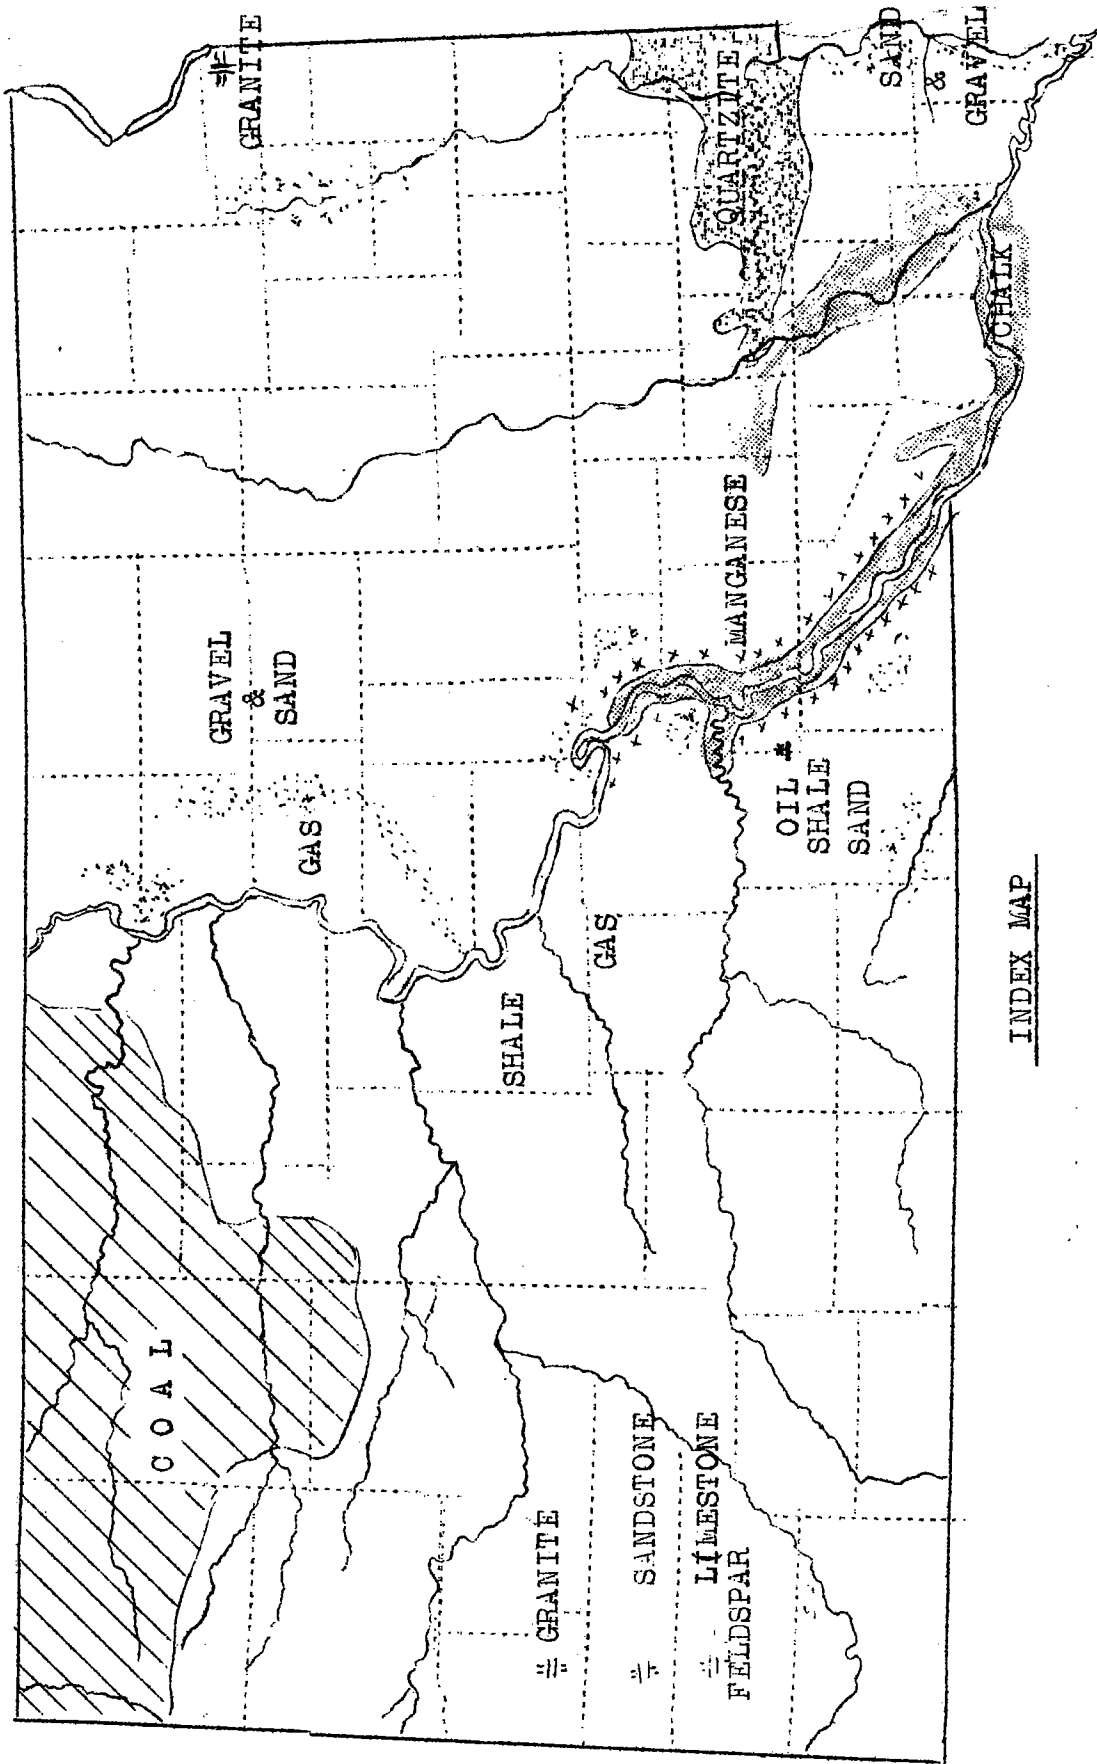 COAL
GRAVEL
&
SAND
GRANITE
GAS
SHALE
GAS
GRANITE
SANDSTONE
LIMESTONE
FELDSPAR
OIL
SHALE
SAND
MANGANESE
QUARTZITE
CHALK
SAND
&
GRAVEL
INDEX MAP